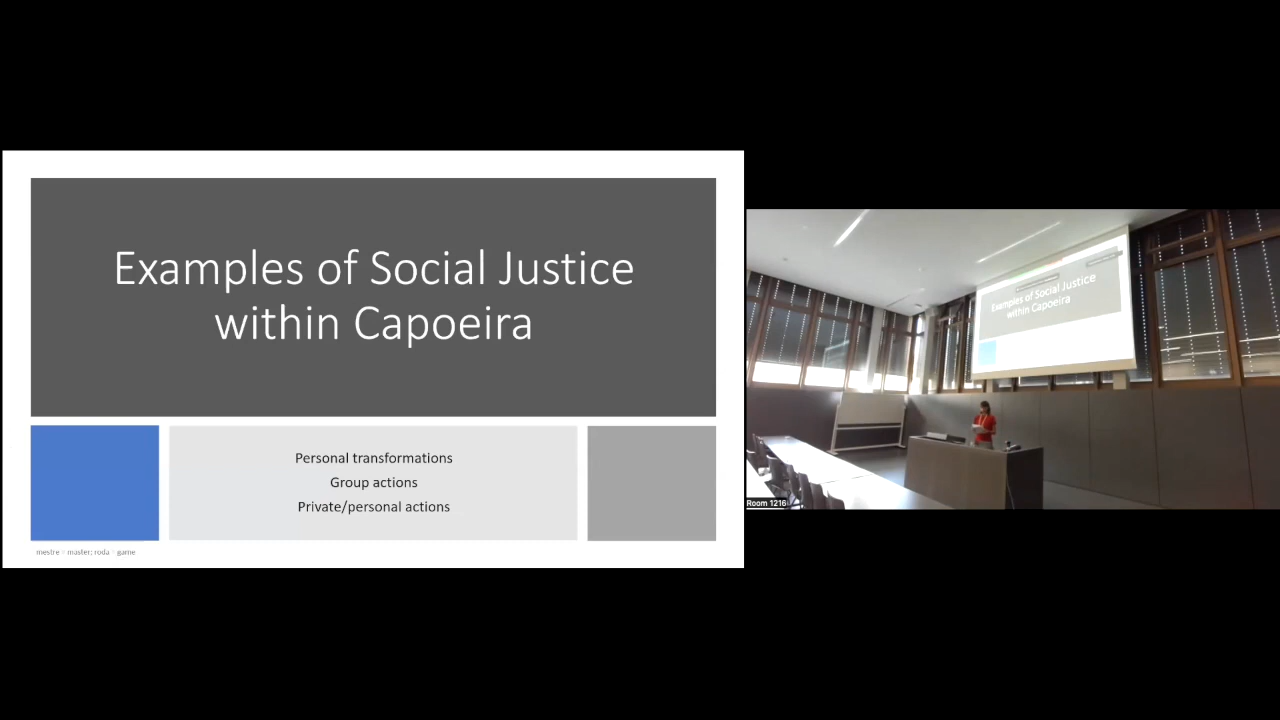 Examples of Social Justice
within Capoeira
Personal transformations
Group actions
Private/personal actions
mestre = master; roda = game
Examples of Social Justice
within Capoeira
Room 1216